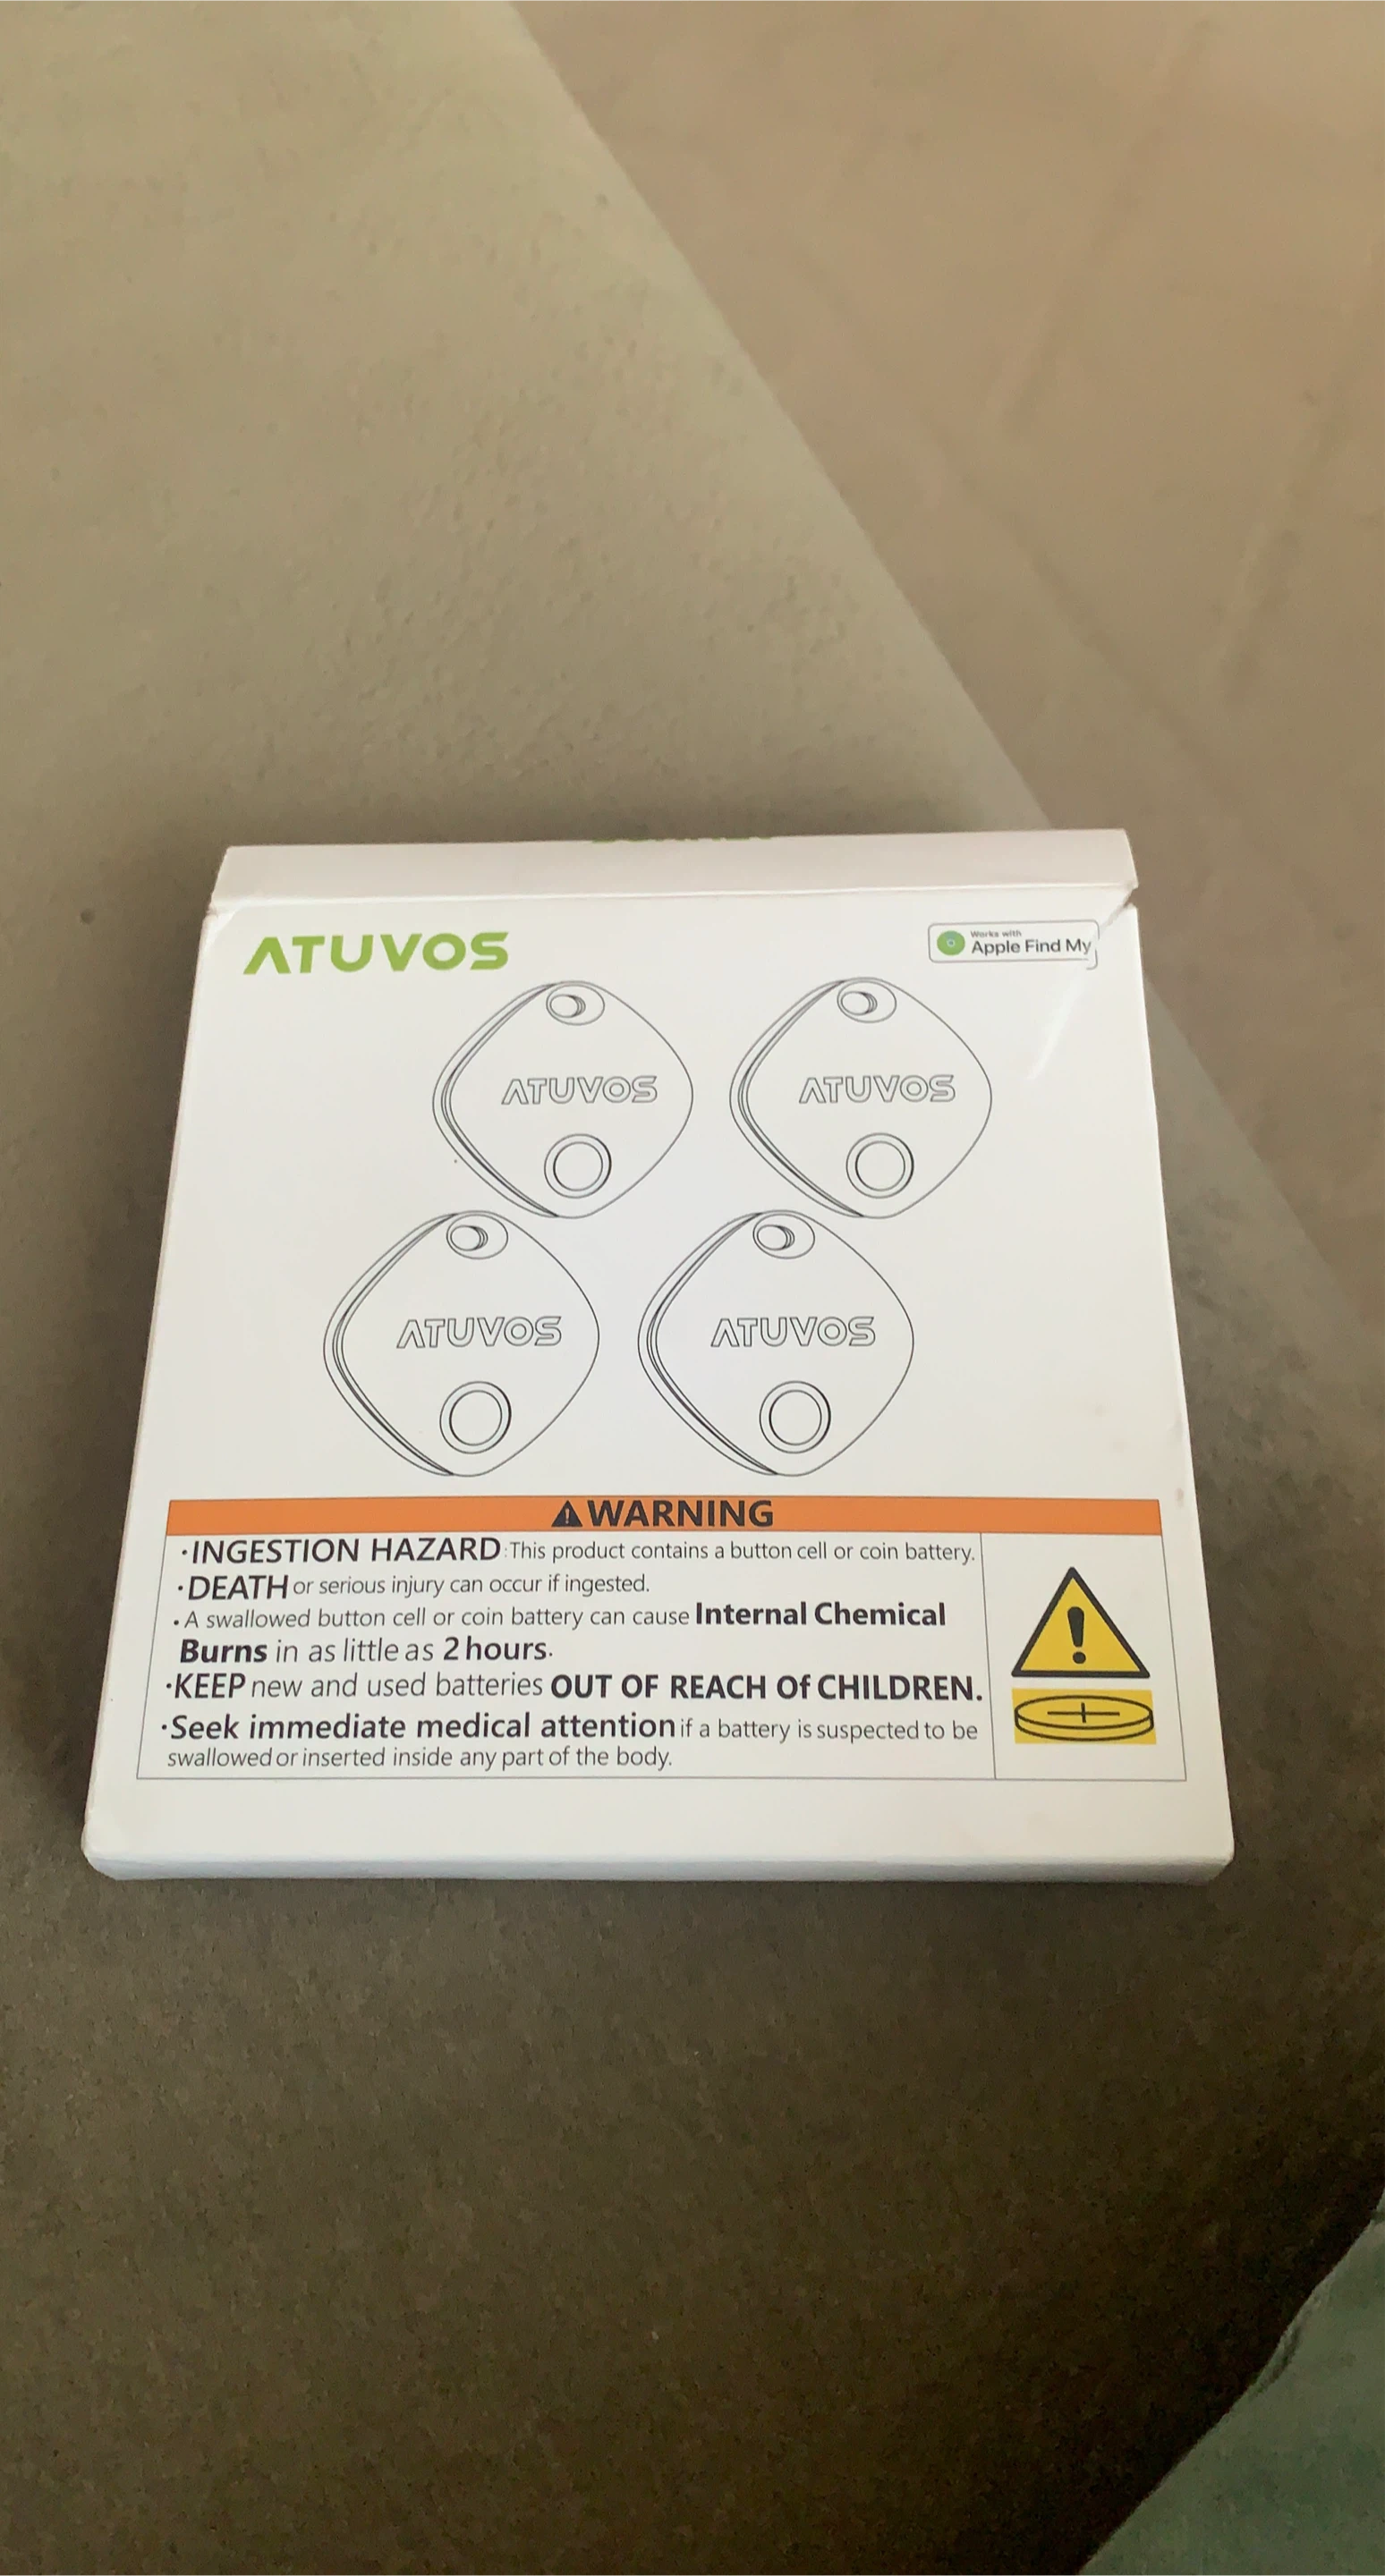 ATUVOS
Works with
Apple Find My
ATUVOS
ATUVOS
ATUVOS
ATUVOS
WARNING
·INGESTION HAZARD: This product contains a button cell or coin battery.
·DEATH or serious injury can occur if ingested.
·A swallowed button cell or coin battery can cause Internal Chemical
Burns in as little as 2 hours.
·KEEP new and used batteries OUT OF REACH Of CHILDREN.
·Seek immediate medical attention if a battery is suspected to be
swallowed or inserted inside any part of the body.